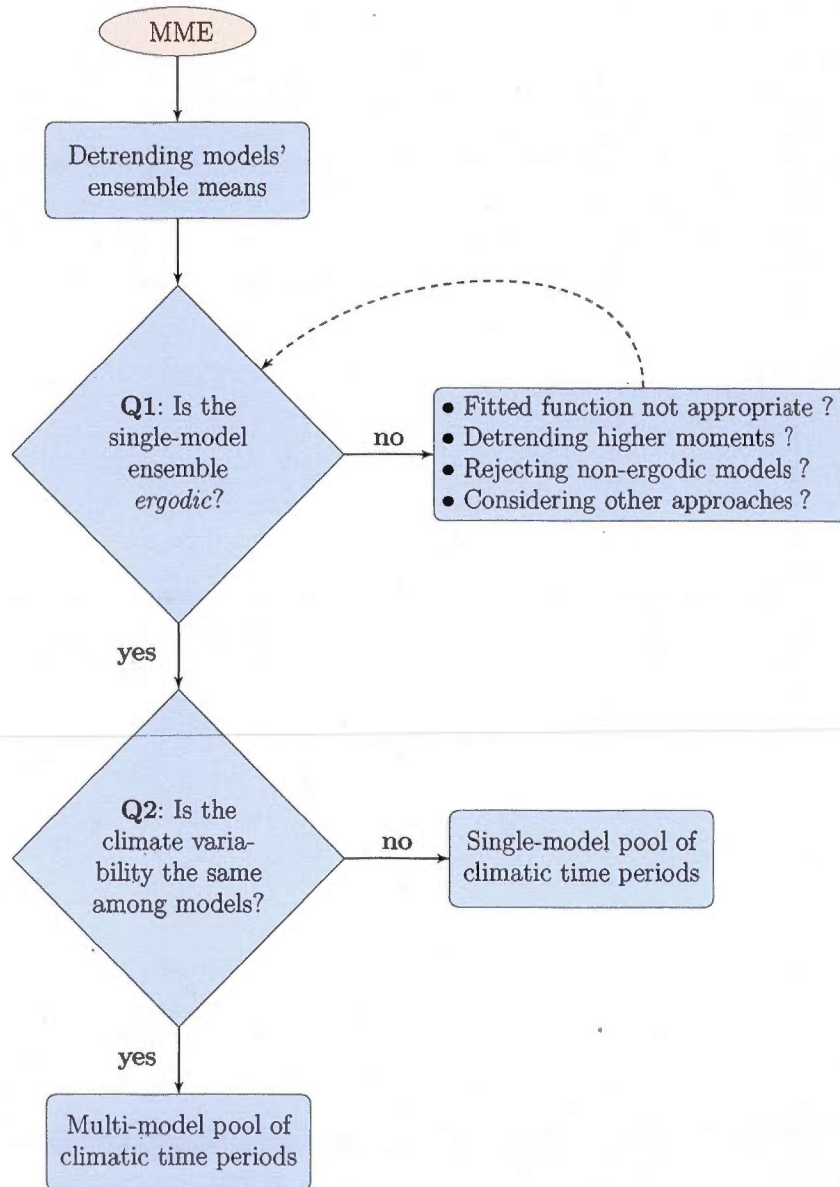 MME
Detrending models'
ensemble means
Q1: Is the
single-model
ensemble
ergodic?
no
• Fitted function not appropriate ?
• Detrending higher moments ?
• Rejecting non-ergodic models ?
• Considering other approaches ?
yes
Q2: Is the
climate varia-
bility the same
among models?
no
Single-model pool of
climatic time periods
yes
Multi-model pool of
climatic time periods